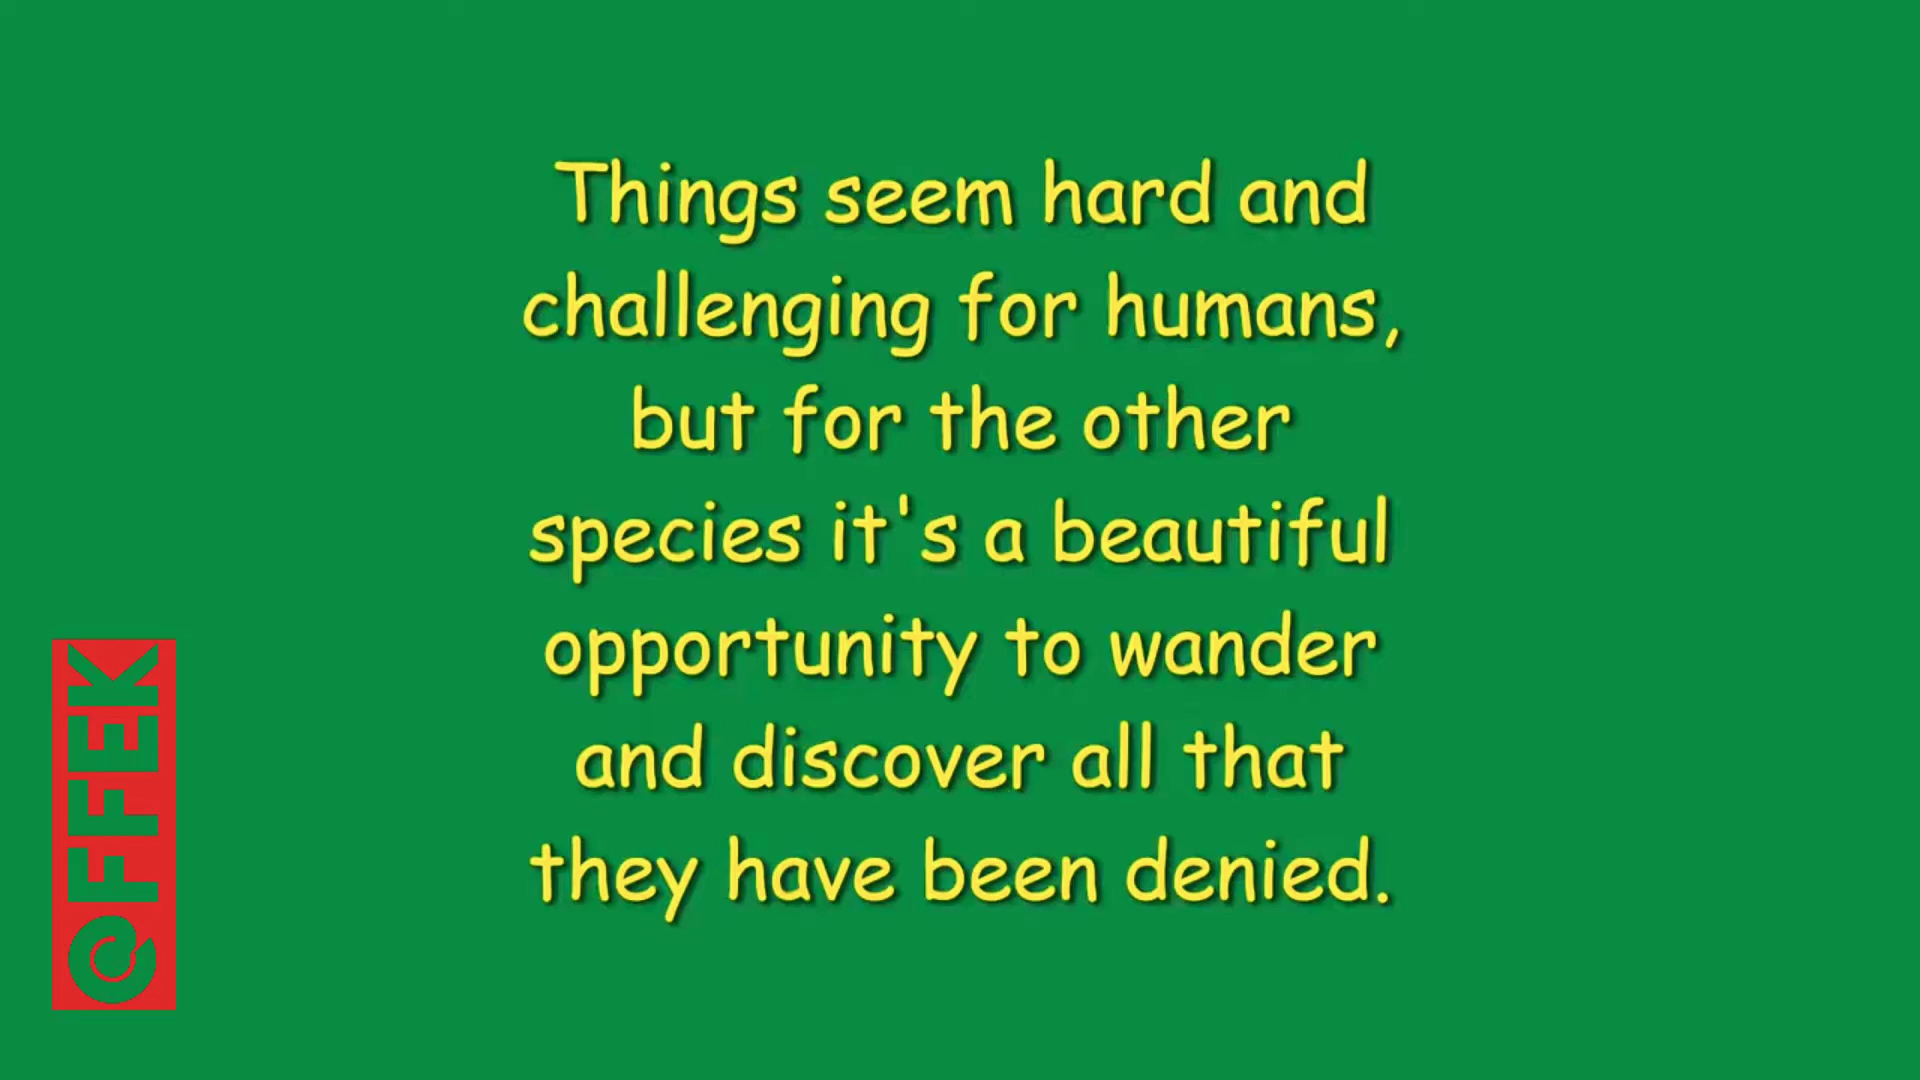 Things seem hard and
challenging for humans,
but for the other
species it's a beautiful
opportunity to wander
and discover all that
they have been denied.
OFFEK